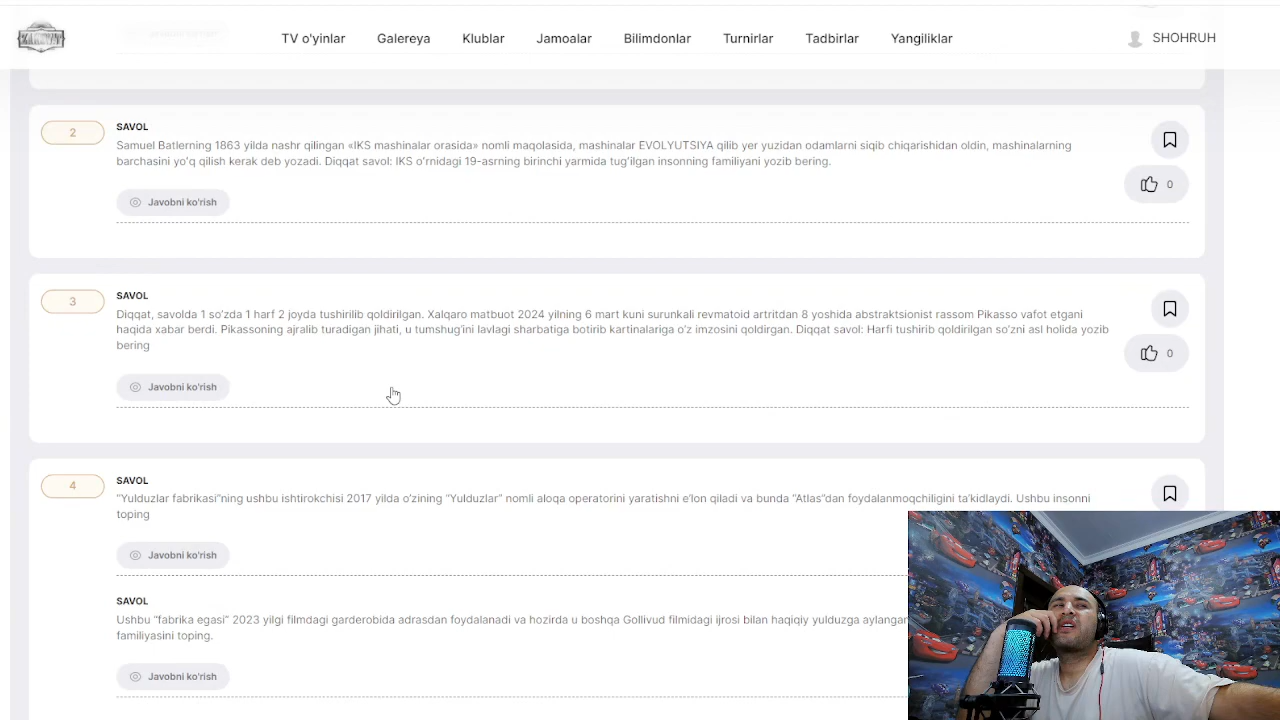 ZAKOVAT
TV o'yinlar Galereya Klublar Jamoalar Bilimdonlar Turnirlar Tadbirlar Yangiliklar SHOHRUH
2
SAVOL
Samuel Batlerning 1863 yilda nashr qilingan «IKS mashinalar orasida» nomli maqolasida, mashinalar EVOLYUTSIYA qilib yer yuzidan odamlarni siqib chiqarishidan oldin, mashinalarning
barchasini yo'q qilish kerak deb yozadi. Diqqat savol: IKS o'rnidagi 19-asrning birinchi yarmida tug'ilgan insonning familiyani yozib bering.
0
Javobni ko'rish
3
SAVOL
Diqqat, savolda 1 so'zda 1 harf 2 joyda tushirilib qoldirilgan. Xalqaro matbuot 2024 yilning 6 mart kuni surunkali revmatoid artritdan 8 yoshida abstraktsionist rassom Pikasso vafot etgani
haqida xabar berdi. Pikassoning ajralib turadigan jihati, u tumshug'ini lavlagi sharbatiga botirib kartinalariga o'z imzosini qoldirgan. Diqqat savol: Harfi tushirib qoldirilgan so'zni asl holida yozib
bering
0
Javobni ko'rish
4
SAVOL
"Yulduzlar fabrikasi"ning ushbu ishtirokchisi 2017 yilda o'zining "Yulduzlar" nomli aloqa operatorini yaratishni e'lon qiladi va bunda "Atlas"dan foydalanmoqchiligini ta'kidlaydi. Ushbu insonni
toping
Javobni ko'rish
SAVOL
Ushbu "fabrika egasi" 2023 yilgi filmdagi garderobida adrasdan foydalanadi va hozirda u boshqa Gollivud filmidagi ijrosi bilan haqiqiy yulduzga aylangan
familiyasini toping.
Javobni ko'rish